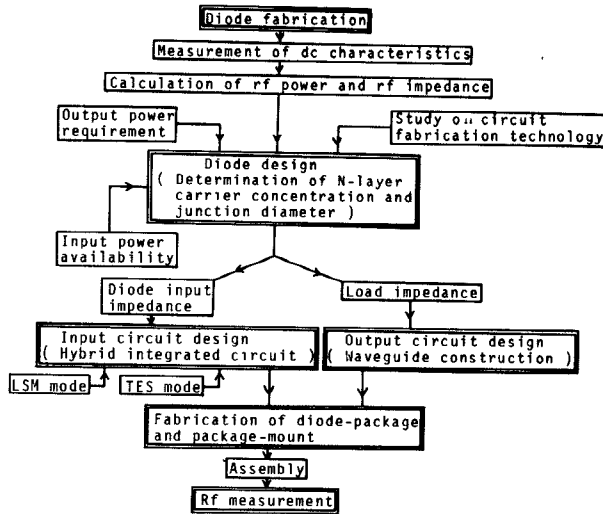 Diode fabrication
Measurement of dc characteristics
Calculation of rf power and rf impedance
Output power
requirement
Study on circuit
fabrication technology
Diode design
( Determination of N-layer
carrier concentration and
junction diameter )
Input power
availability
Diode input
impedance
Load impedance
Input circuit design
( Hybrid integrated circuit )
Output circuit design
( Waveguide construction )
LSM mode
TES mode
Fabrication of diode-package
and package-mount
Assembly
Rf measurement